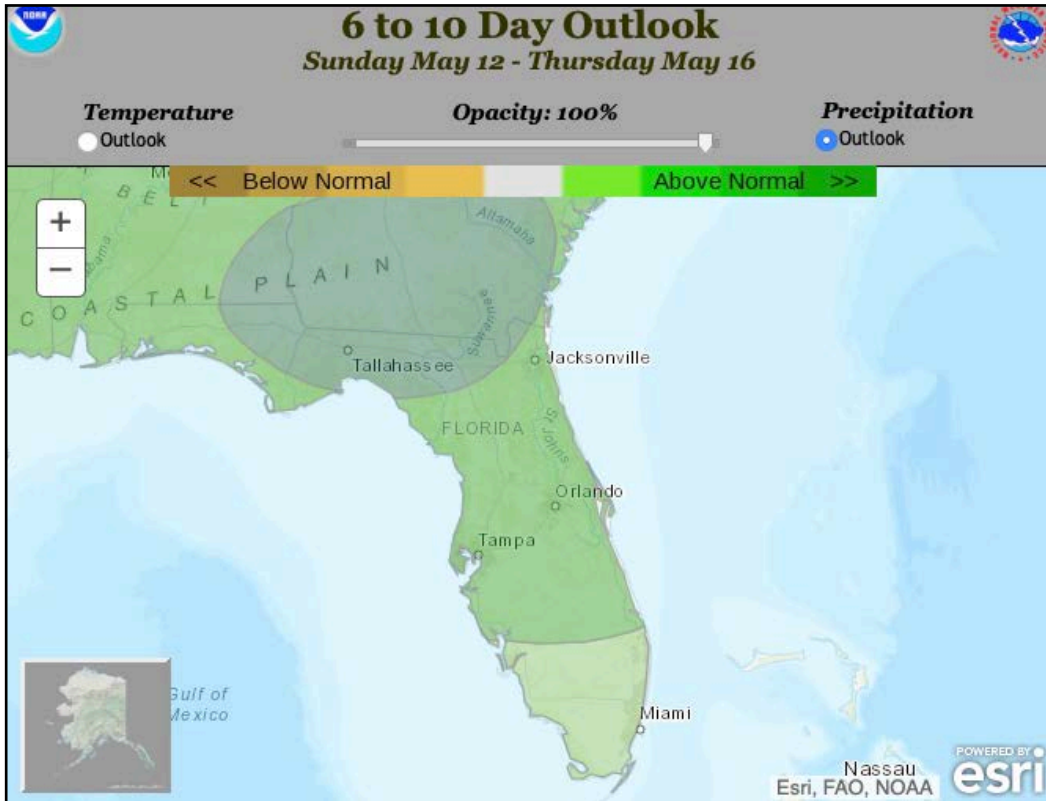 NOAA
6 to 10 Day Outlook
Sunday May 12 - Thursday May 16
Temperature
Outlook
Opacity: 100%
Precipitation
Outlook
<< Below Normal
Above Normal >>
+
−
BELT
Altamaha
COASTAL PLAIN
Suwannee
Tallahassee
Jacksonville
FLORIDA
St Johns
Orlando
Tampa
Gulf of
Mexico
Miami
Nassau
POWERED BY
esri
Esri, FAO, NOAA